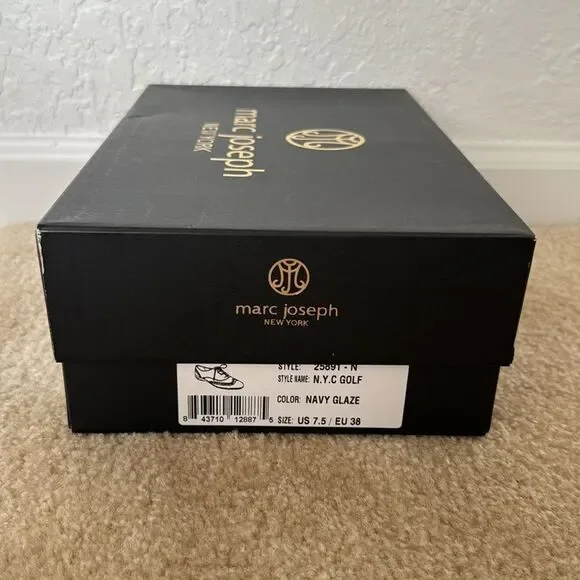 marc joseph
NEW YORK
marc joseph
NEW YORK
STYLE: 25891 - N
STYLE NAME: N.Y.C GOLF
COLOR: NAVY GLAZE
SIZE: US 7.5 / EU 38
8 43710 12887 5